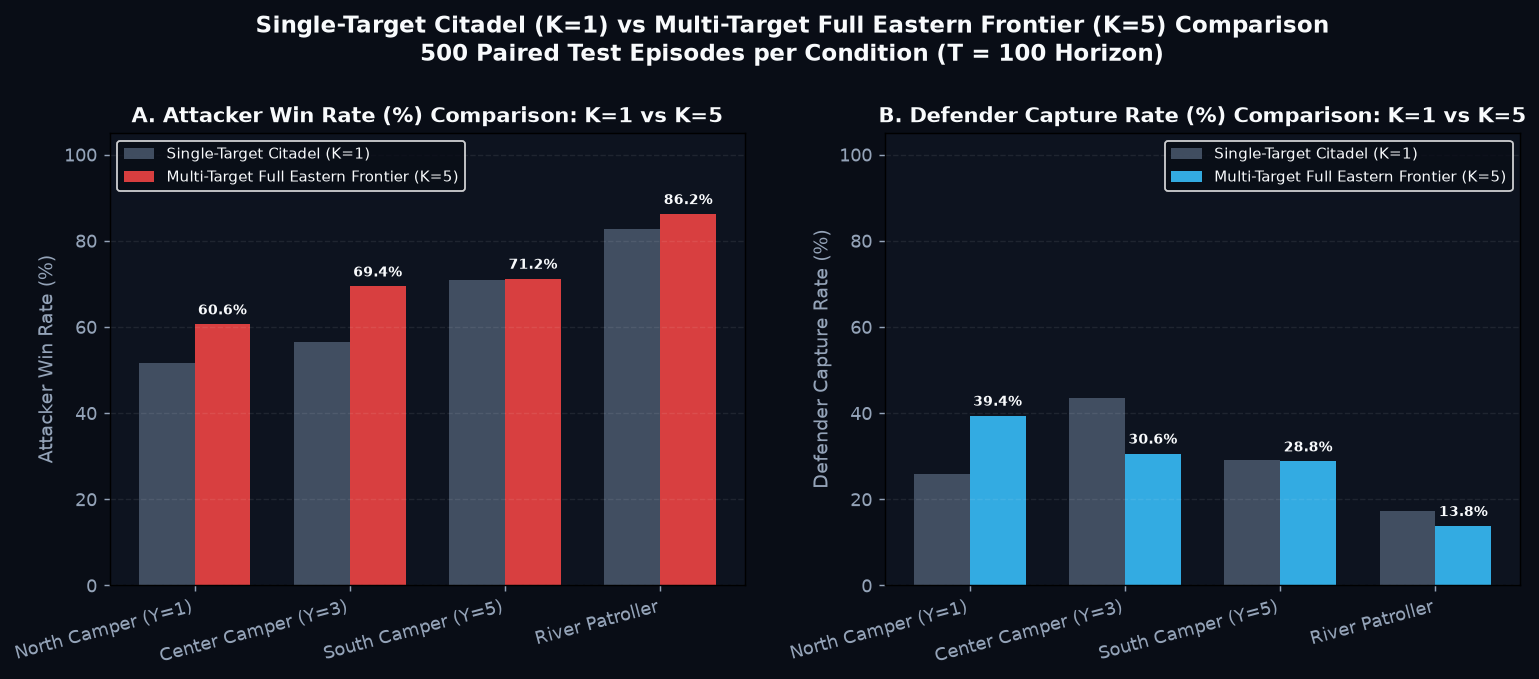 Single-Target Citadel (K=1) vs Multi-Target Full Eastern Frontier (K=5) Comparison
500 Paired Test Episodes per Condition (T = 100 Horizon)
A. Attacker Win Rate (%) Comparison: K=1 vs K=5
Single-Target Citadel (K=1)
Multi-Target Full Eastern Frontier (K=5)
Attacker Win Rate (%)
100
80
60
40
20
0
60.6%
69.4%
71.2%
86.2%
North Camper (Y=1)
Center Camper (Y=3)
South Camper (Y=5)
River Patroller
B. Defender Capture Rate (%) Comparison: K=1 vs K=5
Single-Target Citadel (K=1)
Multi-Target Full Eastern Frontier (K=5)
Defender Capture Rate (%)
100
80
60
40
20
0
39.4%
30.6%
28.8%
13.8%
North Camper (Y=1)
Center Camper (Y=3)
South Camper (Y=5)
River Patroller